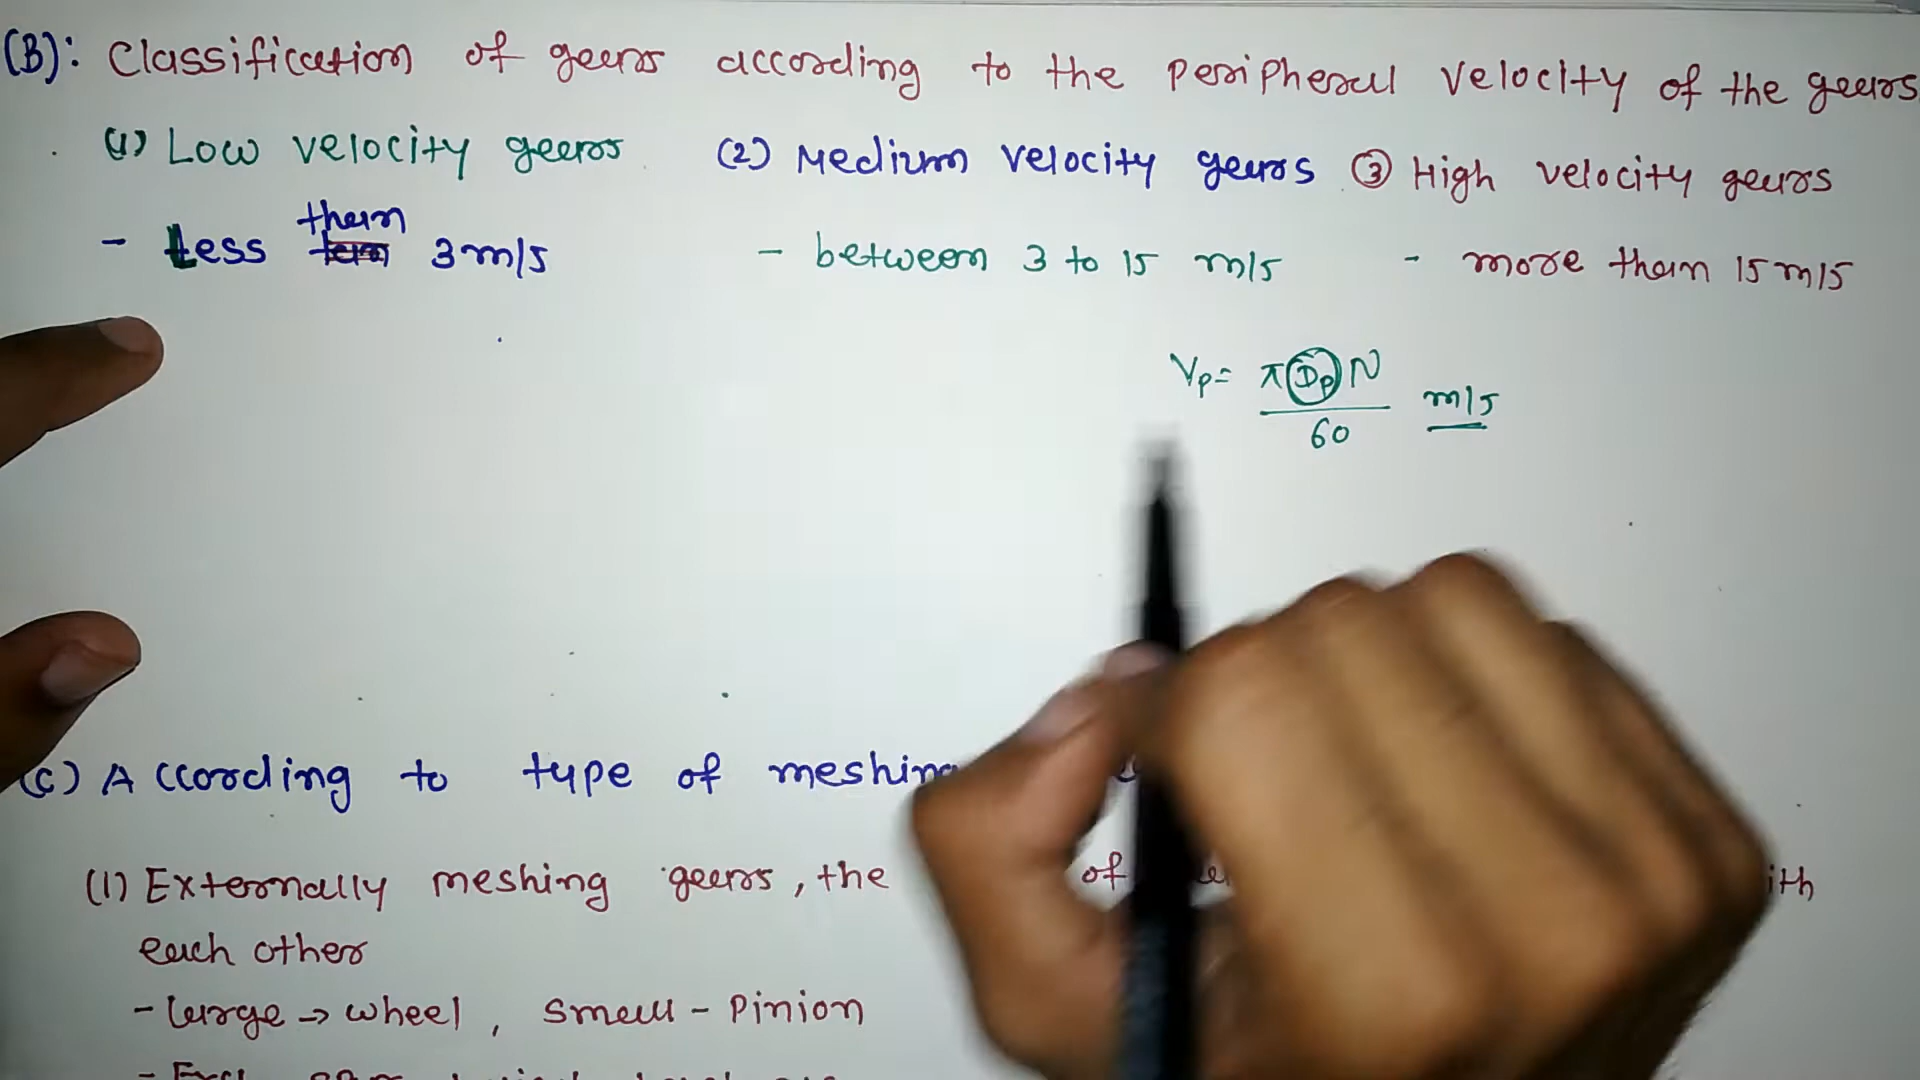 (B): Classification of gears according to the peripheral velocity of the gears
(1) Low velocity gears (2) Medium velocity gears ③ High velocity gears
- Less than 3 m/s - between 3 to 15 m/s - more than 15 m/s
Vp = πDpN / 60 m/s
(C) According to type of meshing
(1) Externally meshing gears, the of ith
each other
- large → wheel, small - Pinion